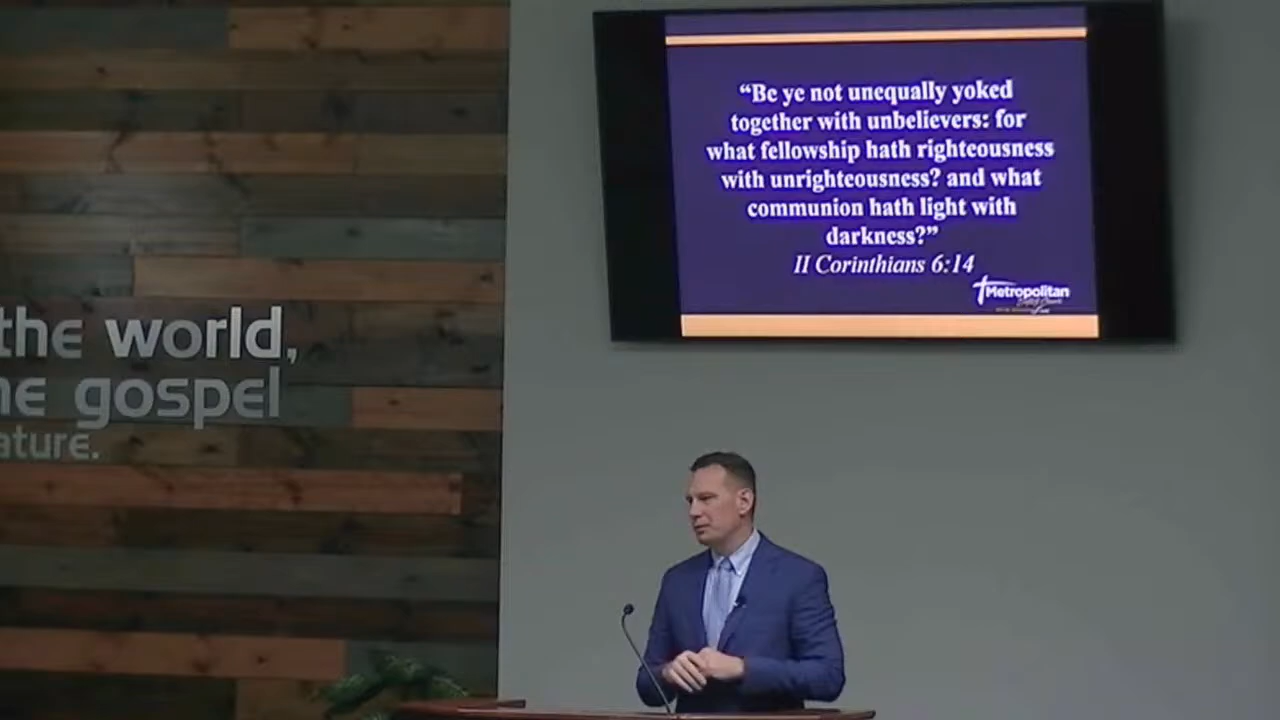 the world,
he gospel
ature.
“Be ye not unequally yoked
together with unbelievers: for
what fellowship hath righteousness
with unrighteousness? and what
communion hath light with
darkness?”
II Corinthians 6:14
Metropolitan